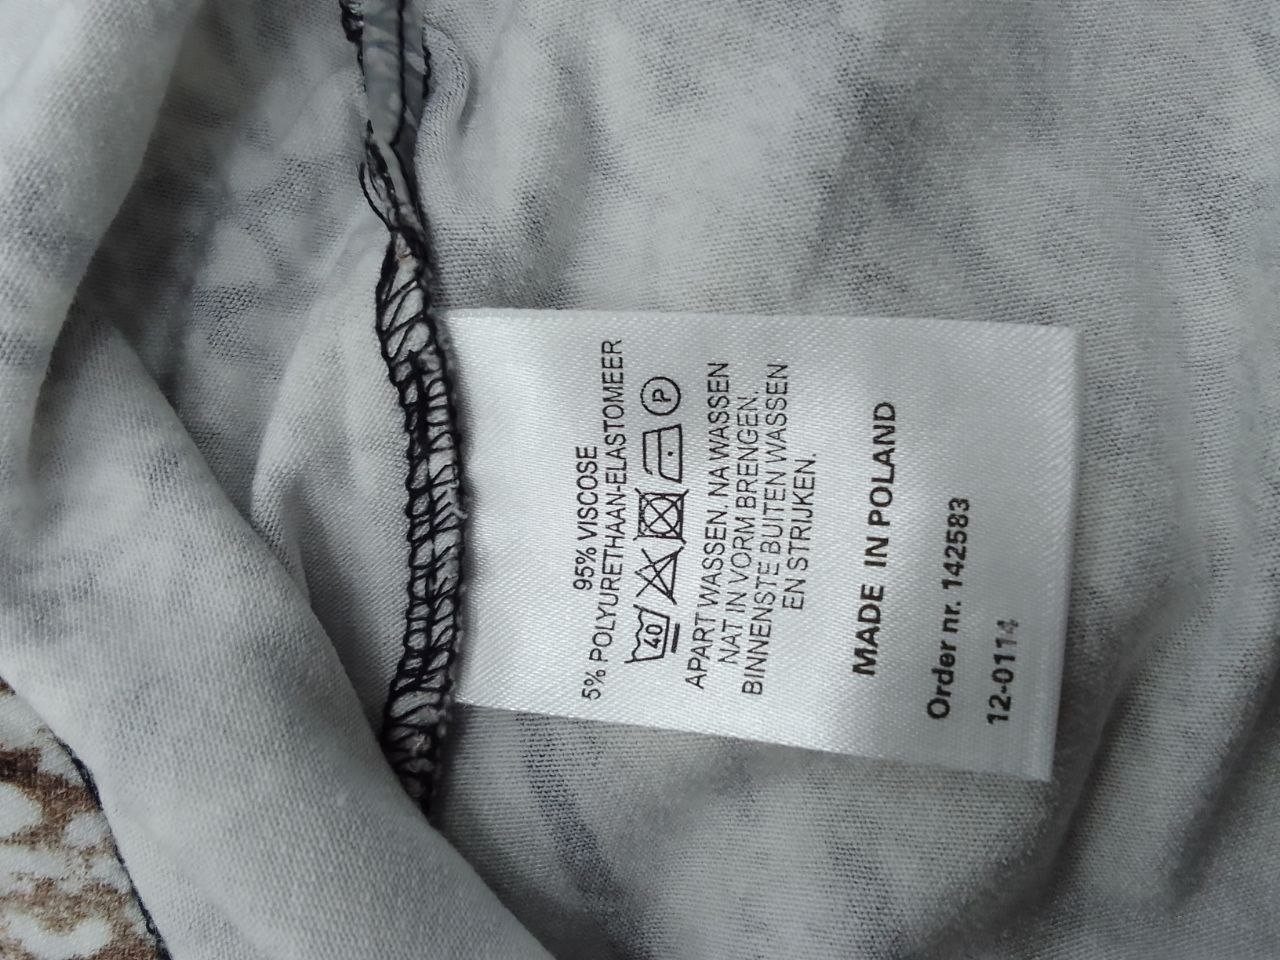 95% VISCOSE
5% POLYURETHAAN-ELASTOMEER
40 P
APART WASSEN. NA WASSEN
NAT IN VORM BRENGEN.
BINNENSTE BUITEN WASSEN
EN STRIJKEN.
MADE IN POLAND
Order nr. 142583
12-0114